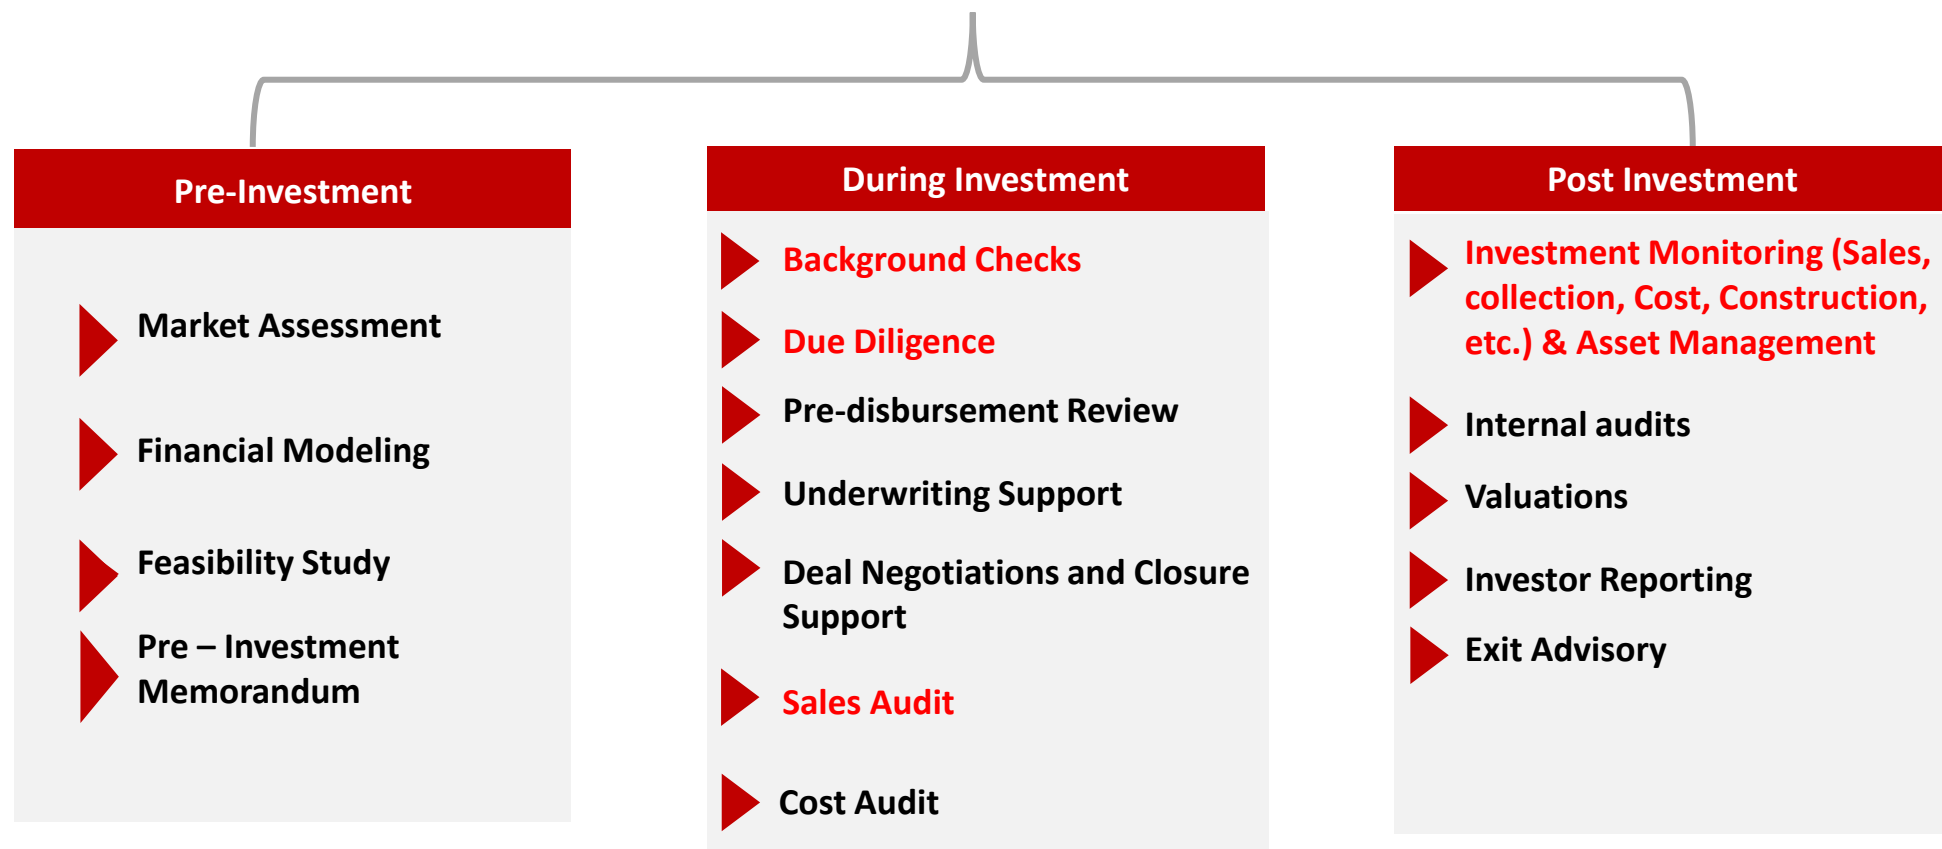 Pre-Investment
Market Assessment
Financial Modeling
Feasibility Study
Pre – Investment
Memorandum
During Investment
Background Checks
Due Diligence
Pre-disbursement Review
Underwriting Support
Deal Negotiations and Closure
Support
Sales Audit
Cost Audit
Post Investment
Investment Monitoring (Sales,
collection, Cost, Construction,
etc.) & Asset Management
Internal audits
Valuations
Investor Reporting
Exit Advisory